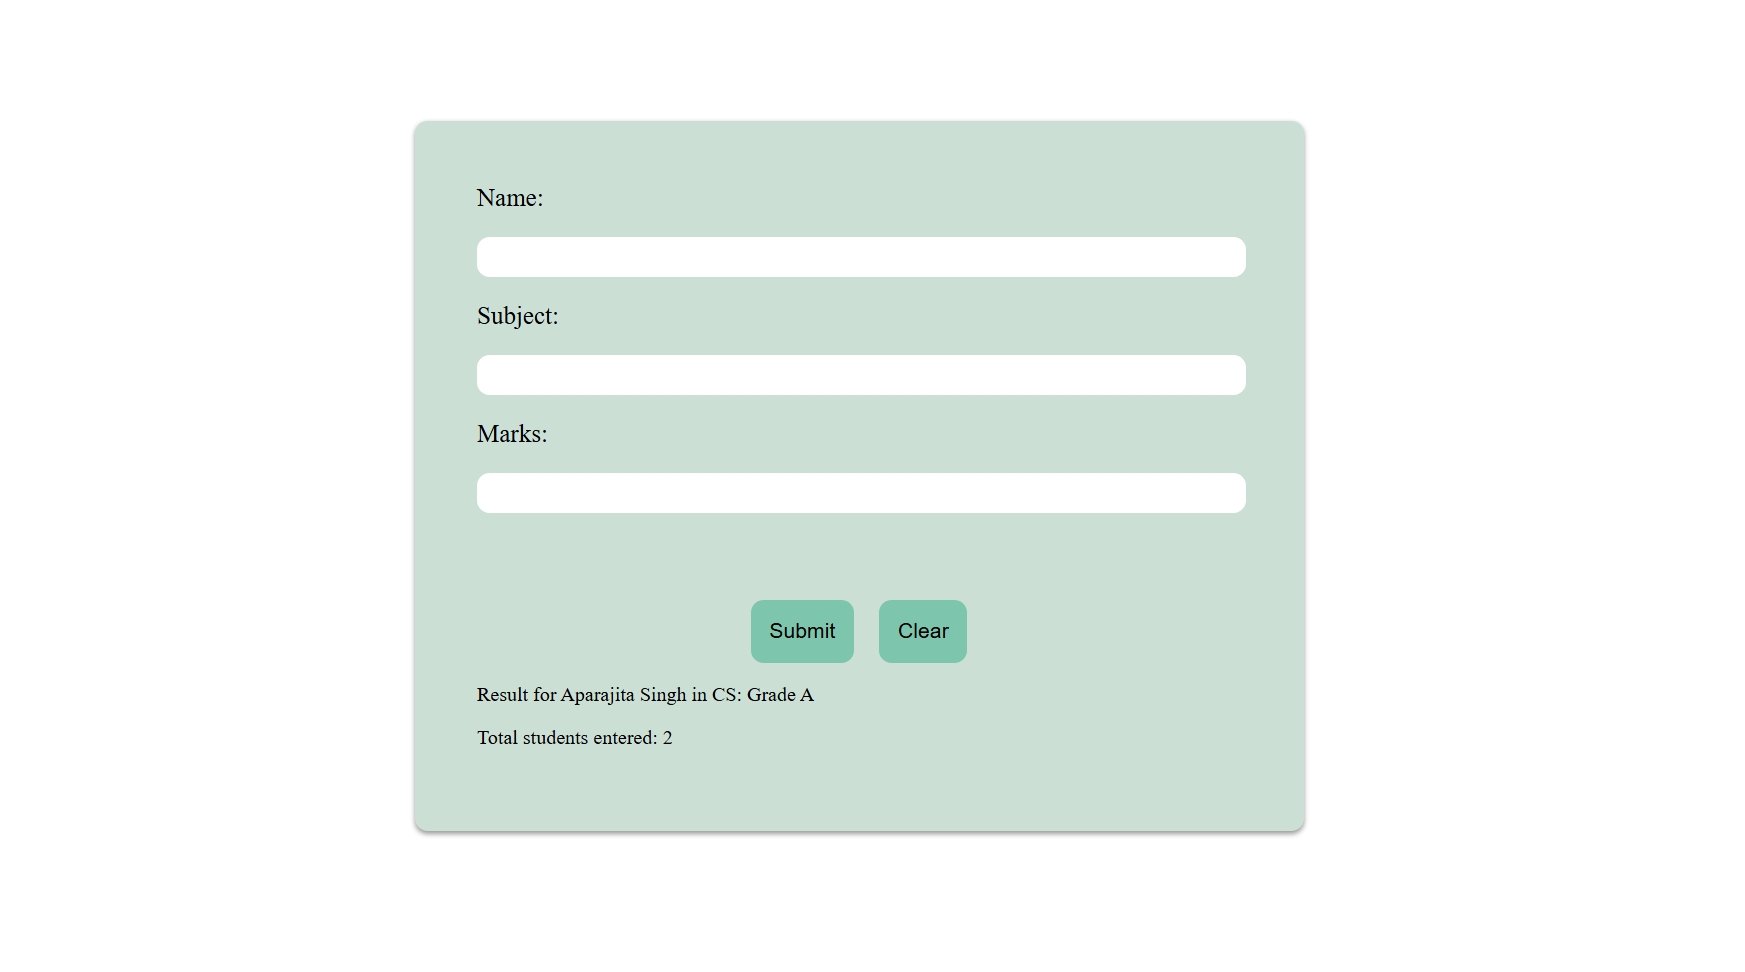 Name:
Subject:
Marks:
Submit Clear
Result for Aparajita Singh in CS: Grade A
Total students entered: 2